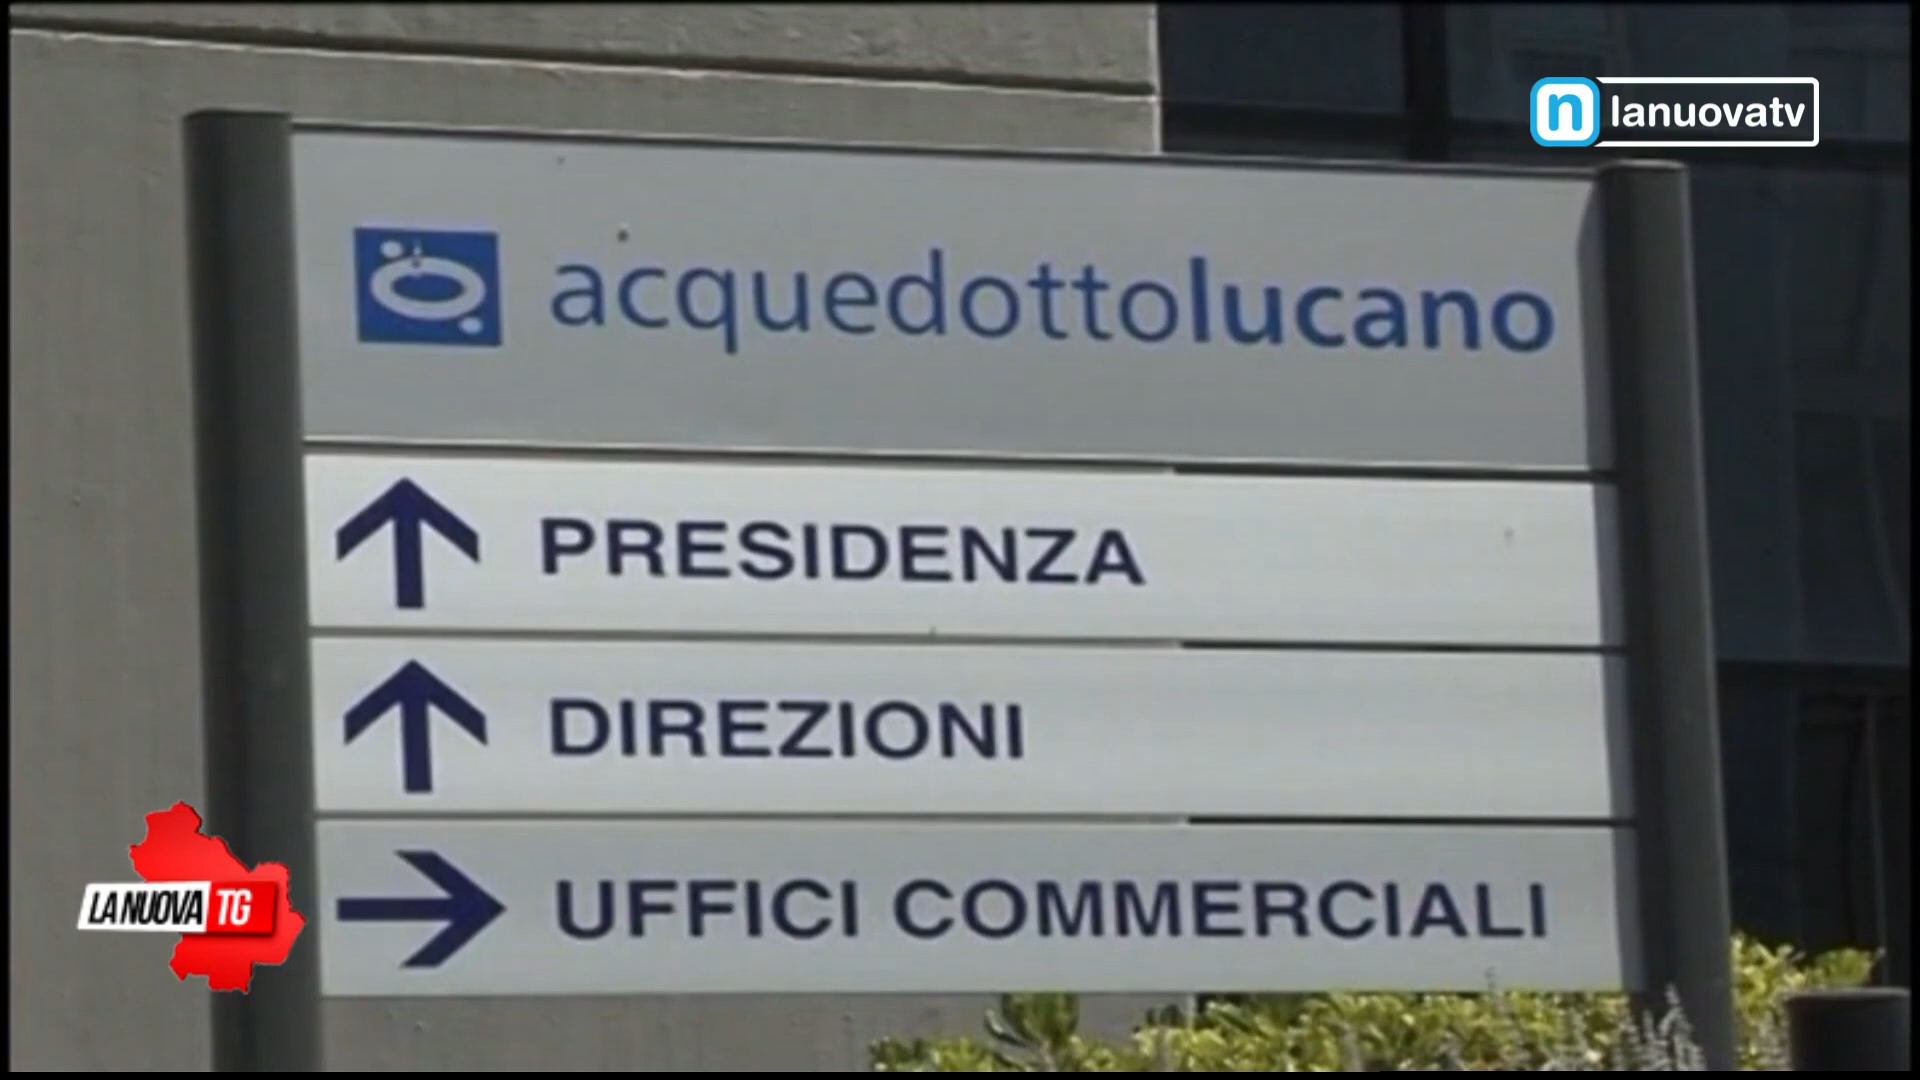 lanuovatv
acquedottolucano
PRESIDENZA
DIREZIONI
UFFICI COMMERCIALI
LA NUOVA TG